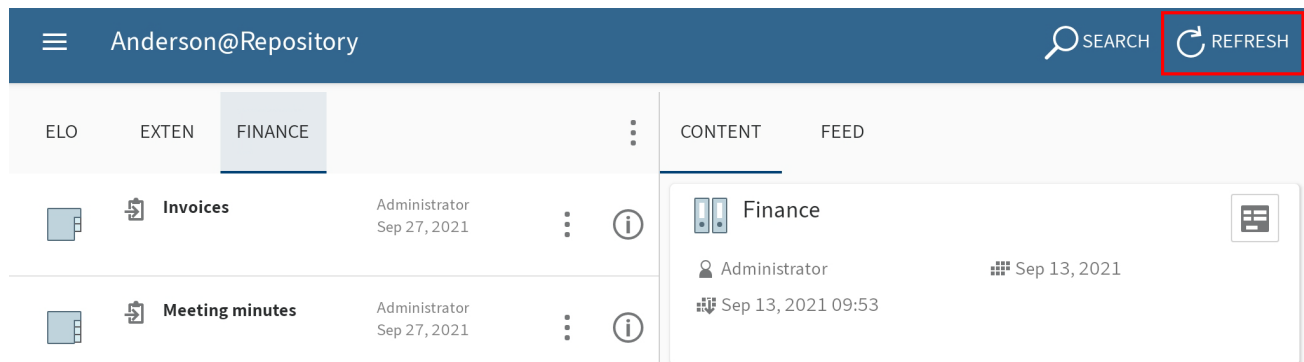 Anderson@Repository
SEARCH
REFRESH
ELO
EXTEN
FINANCE
CONTENT
FEED
Invoices
Administrator
Sep 27, 2021
Meeting minutes
Administrator
Sep 27, 2021
Finance
Administrator
Sep 13, 2021
Sep 13, 2021 09:53